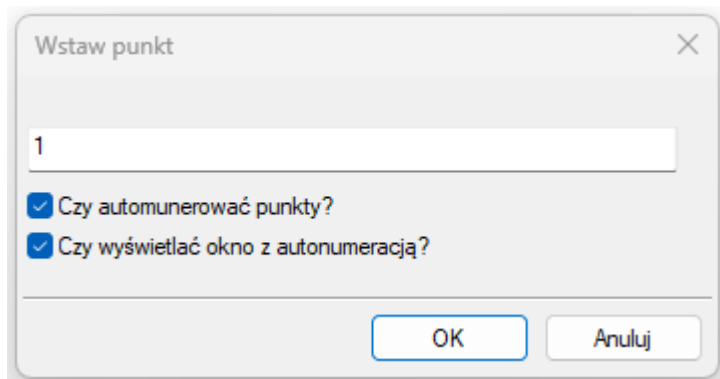 Wstaw punkt
1
Czy automunerować punkty?
Czy wyświetlać okno z autonumeracją?
OK
Anuluj